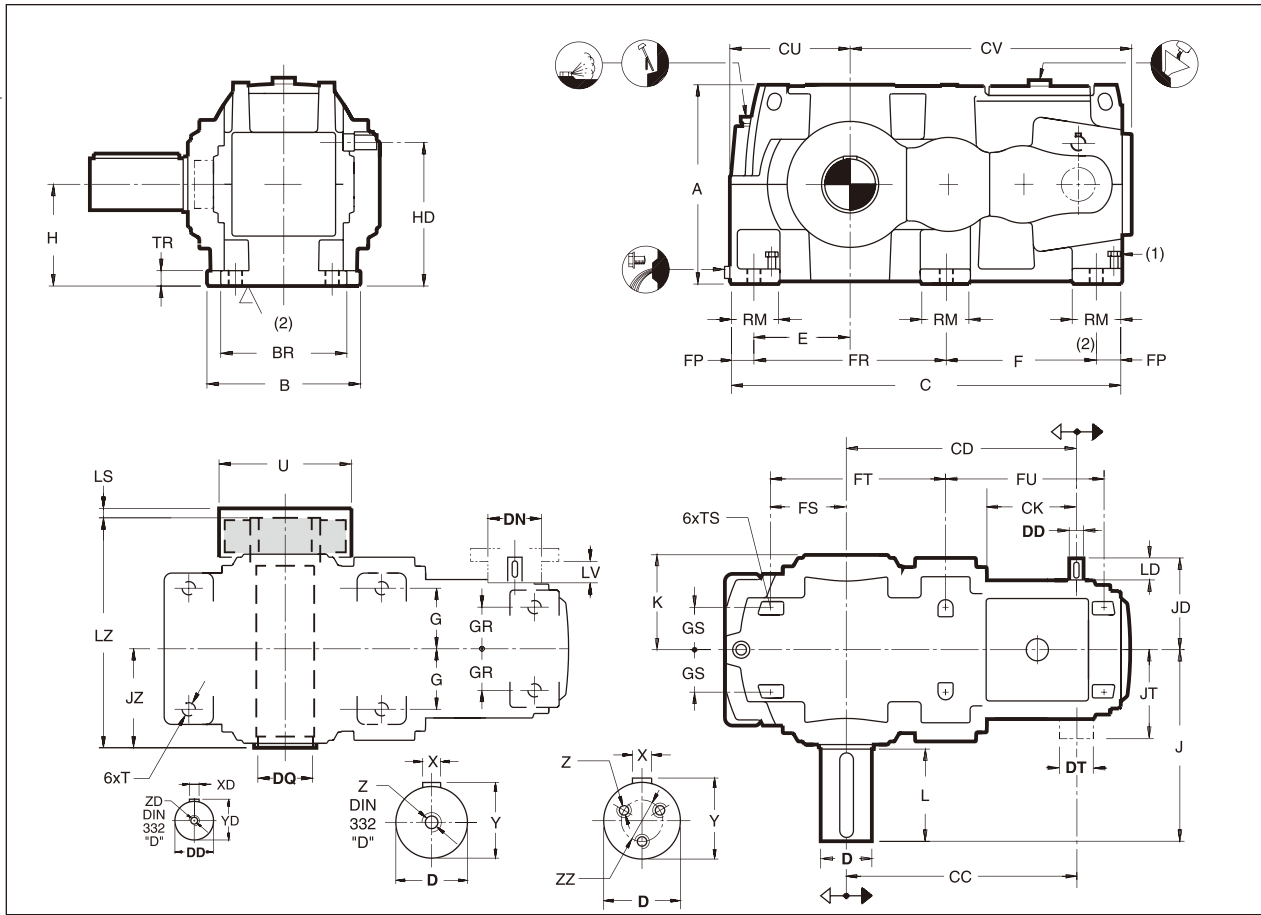 CU
CV
A
H
TR
HD
(1)
(2)
BR
B
RM
RM
RM
E
(2)
FP
FR
F
FP
C
U
LS
DN
LV
LZ
G
GR
GR
G
JZ
6xT
DQ
CD
FT
FU
FS
CK
6xTS
DD
LD
K
JD
GS
GS
JT
J
DT
L
D
CC
XD
ZD
DIN
332
"D"
YD
DD
X
Z
DIN
332
"D"
Y
D
X
Z
Y
ZZ
D